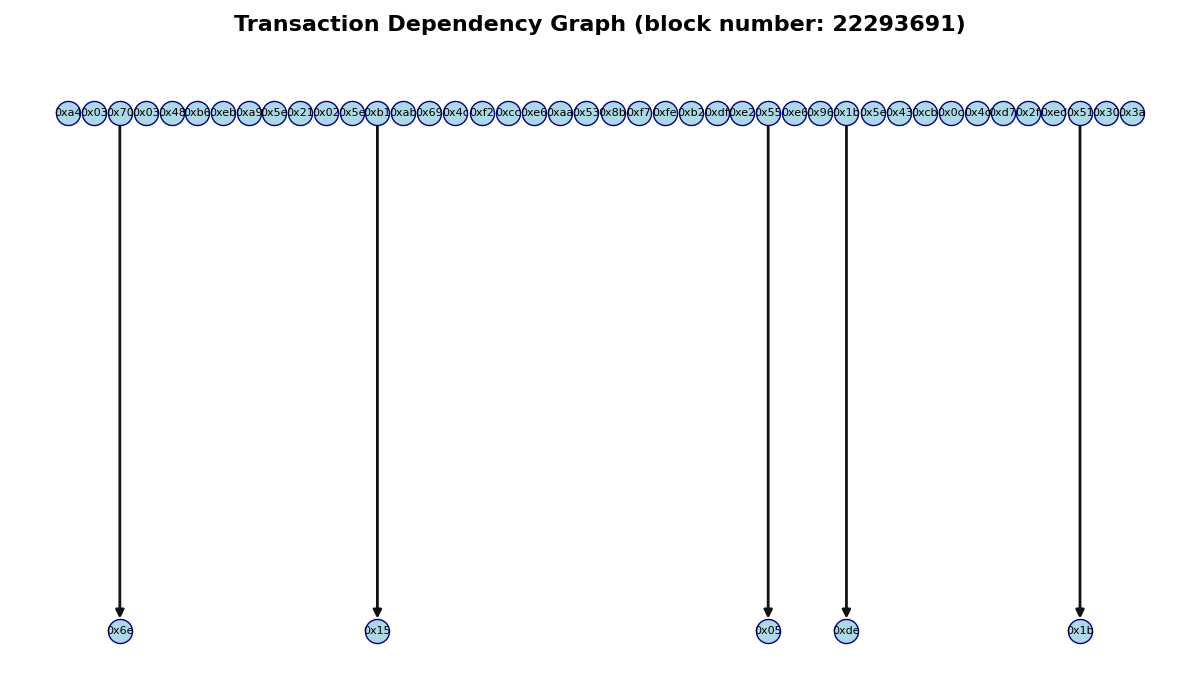 Transaction Dependency Graph (block number: 22293691)
0xa4 0x03 0x70 0x03 0x48 0xb6 0xeb 0xa9 0x5e 0x21 0x02 0x5e 0xb1 0xab 0x69 0x4c 0xf2 0xcc 0xe6 0xaa 0x53 0x8b 0xf7 0xfe 0xb2 0xdf 0xe2 0x55 0xe6 0x96 0x1b 0x5e 0x43 0xcb 0x0c 0x4d 0xd7 0x2f 0xed 0x51 0x30 0x3a
0x6e 0x15 0x05 0xde 0x1b